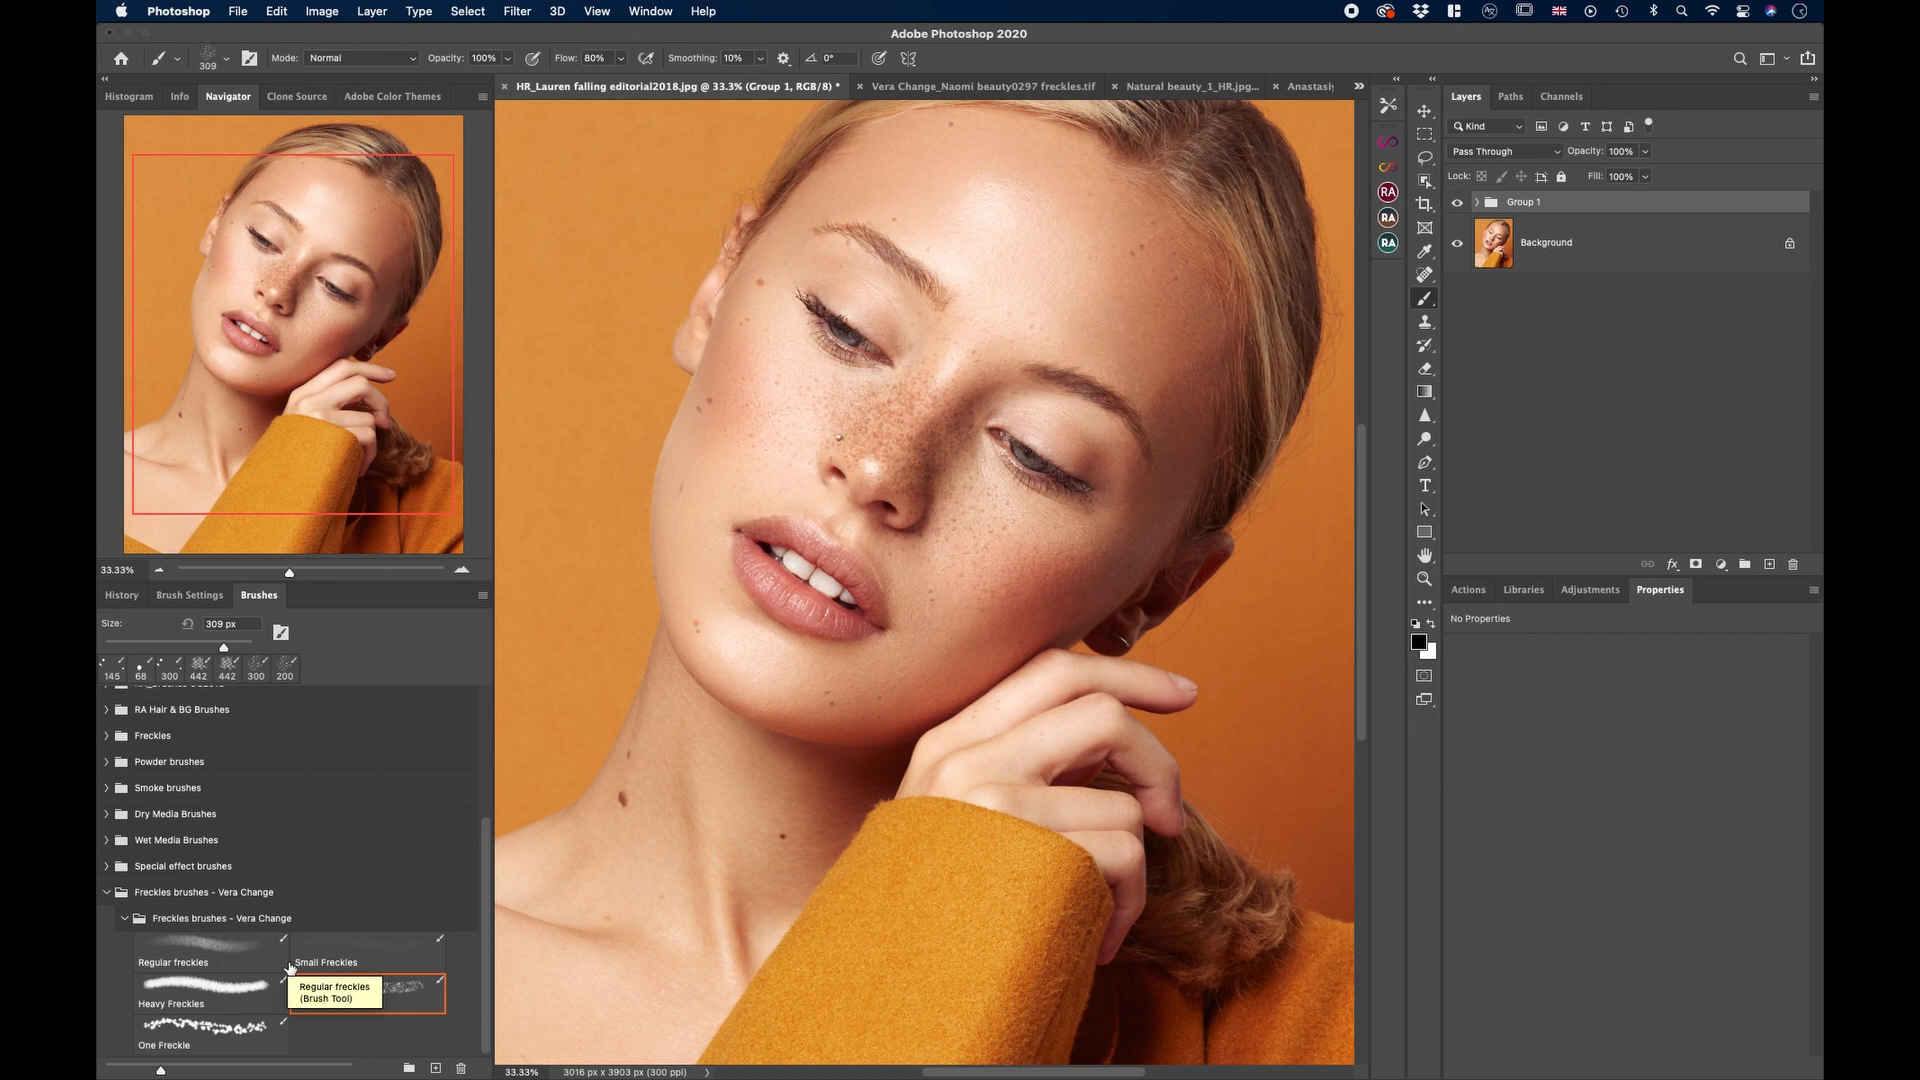 Photoshop File Edit Image Layer Type Select Filter 3D View Window Help
Adobe Photoshop 2020
309 Mode: Normal Opacity: 100% Flow: 80% Smoothing: 10% 0°
Histogram Info Navigator Clone Source Adobe Color Themes
HR_Lauren falling editorial2018.jpg @ 33.3% (Group 1, RGB/8) * Vera Change_Naomi beauty0297 freckles.tif Natural beauty_1_HR.jpg...
Layers Paths Channels
Kind
Pass Through Opacity: 100%
Lock: Fill: 100%
Group 1
Background
RA
RA
RA
33.33%
History Brush Settings Brushes
Size: 309 px
145 68 300 442 442 300 200
RA Hair & BG Brushes
Freckles
Powder brushes
Smoke brushes
Dry Media Brushes
Wet Media Brushes
Special effect brushes
Freckles brushes - Vera Change
Freckles brushes - Vera Change
Regular freckles Small Freckles
Heavy Freckles
Regular freckles
(Brush Tool)
One Freckle
Actions Libraries Adjustments Properties
No Properties
33.33% 3016 px x 3903 px (300 ppi)